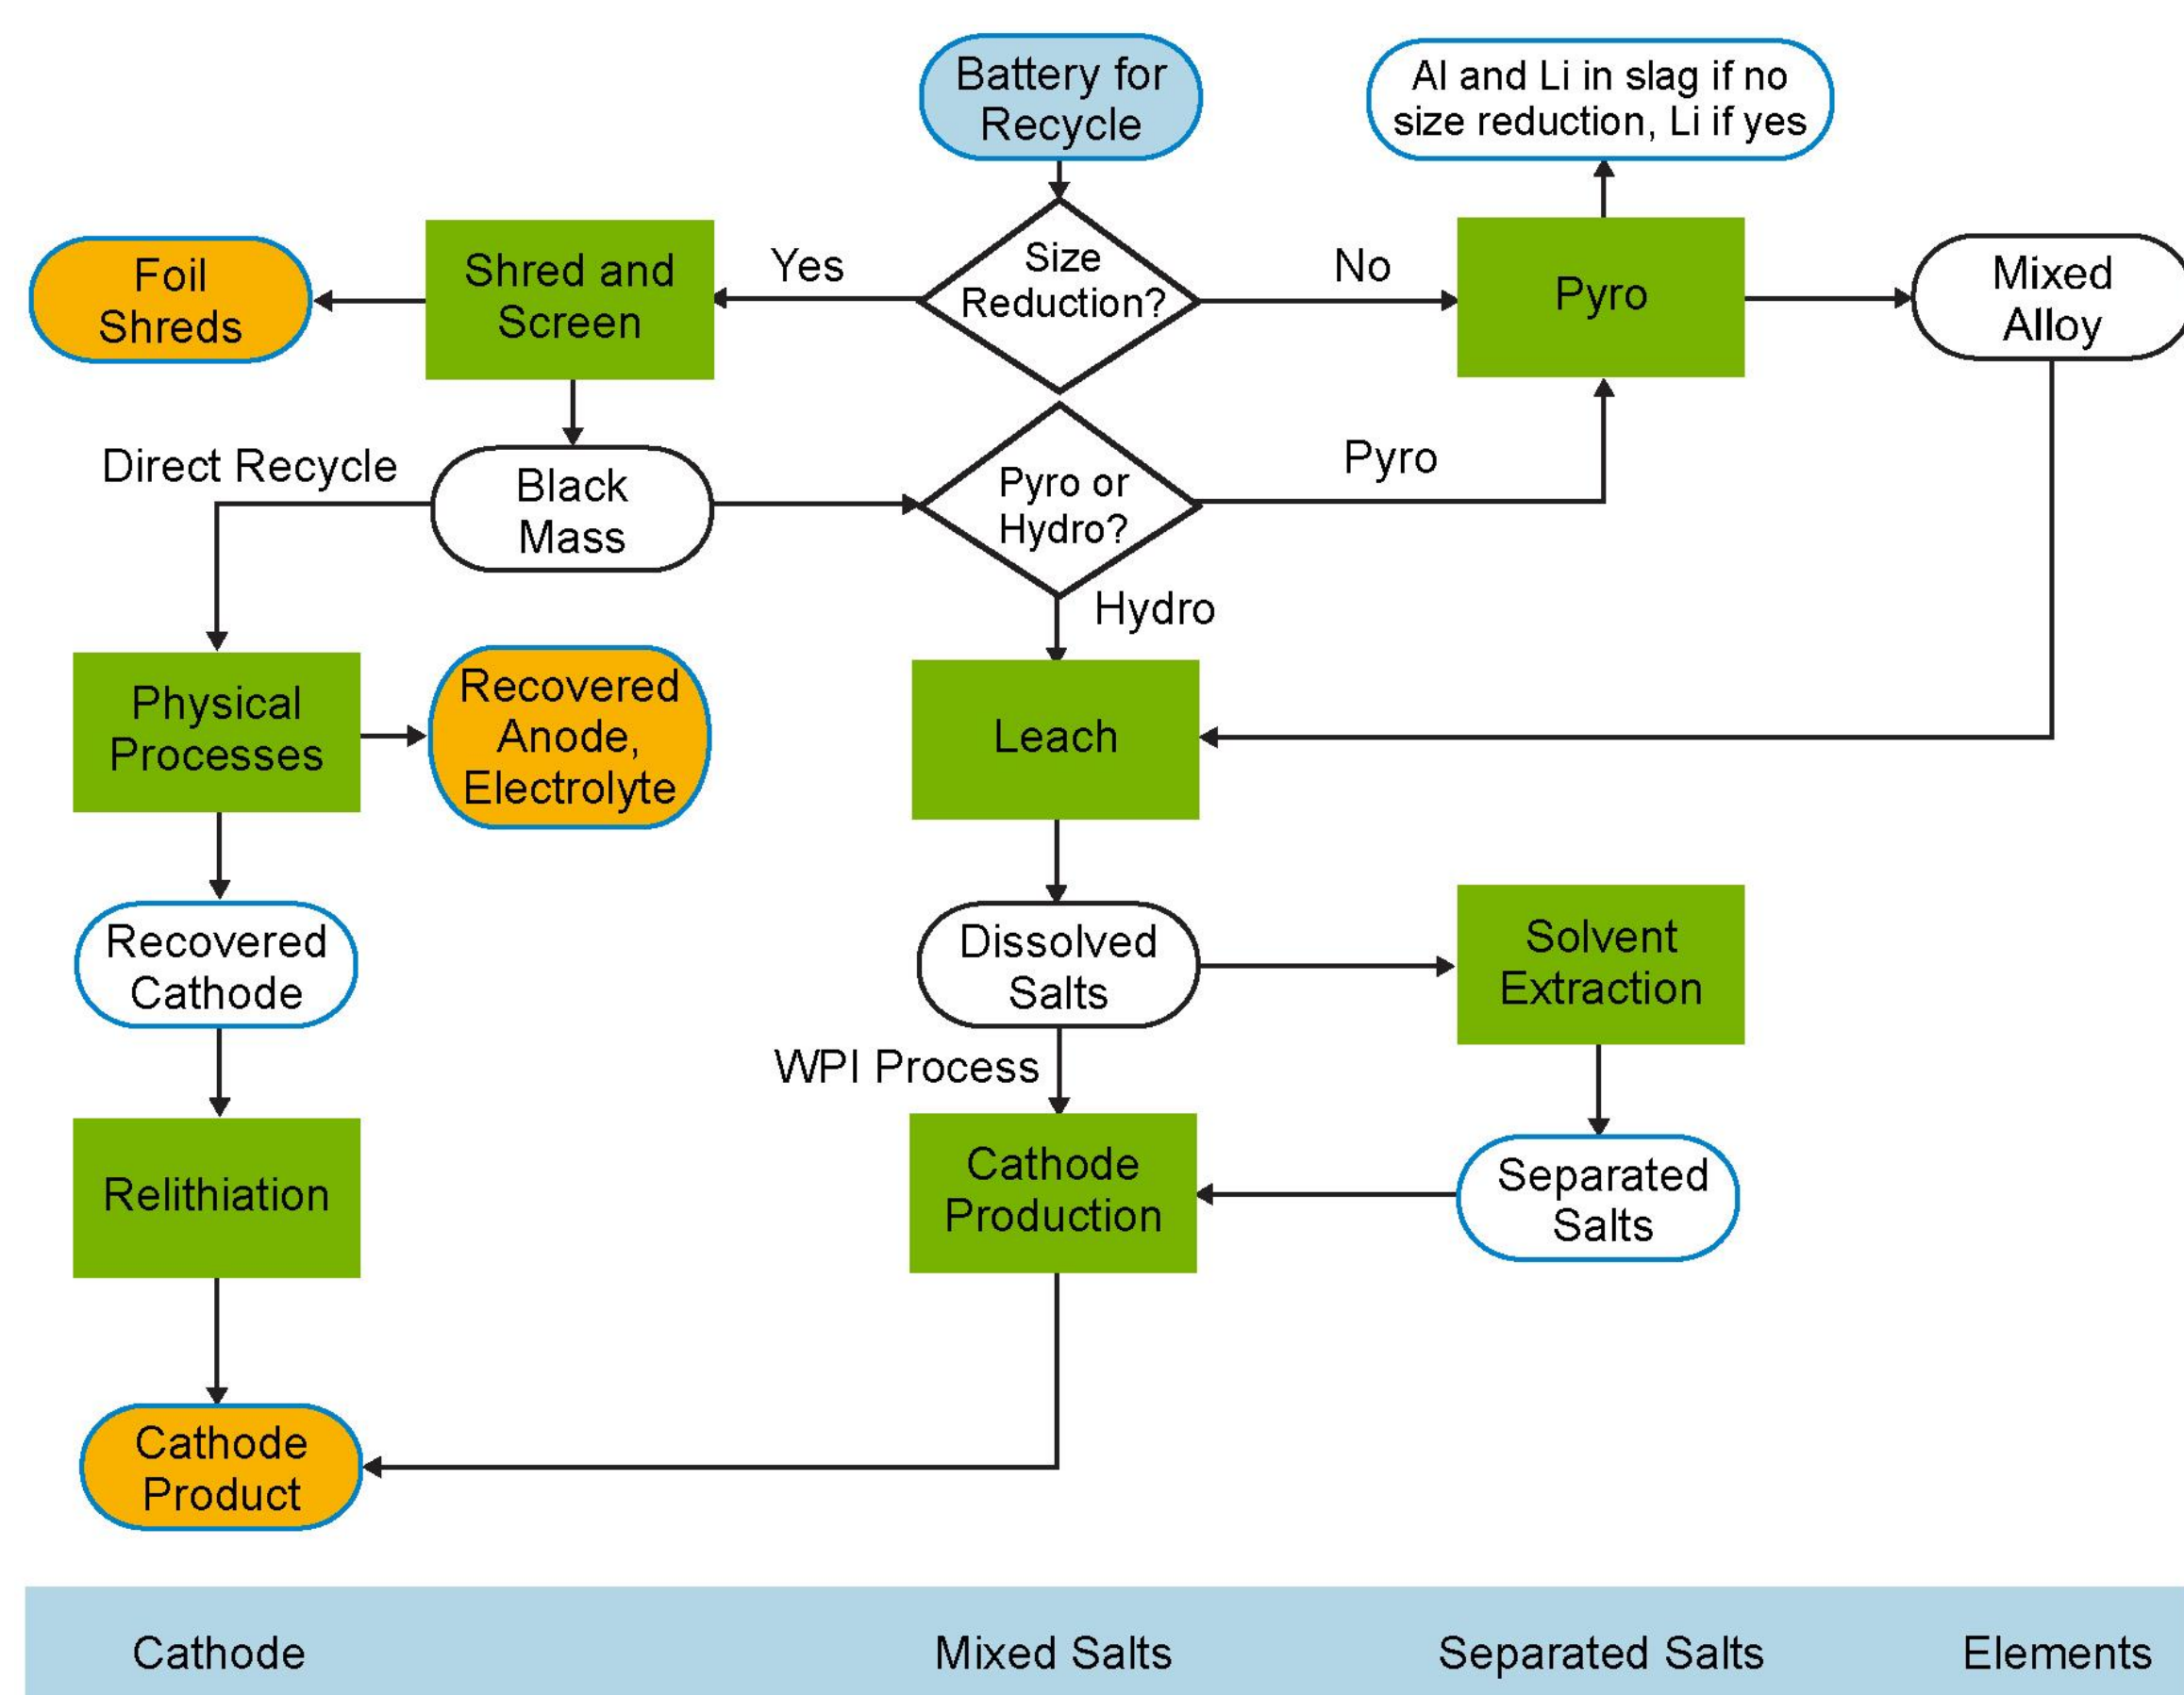 Battery for
Recycle
Al and Li in slag if no
size reduction, Li if yes
Foil
Shreds
Shred and
Screen
Yes
Size
Reduction?
No
Pyro
Mixed
Alloy
Direct Recycle
Black
Mass
Pyro or
Hydro?
Pyro
Hydro
Physical
Processes
Recovered
Anode,
Electrolyte
Leach
Recovered
Cathode
Dissolved
Salts
Solvent
Extraction
WPI Process
Relithiation
Cathode
Production
Separated
Salts
Cathode
Product
Cathode
Mixed Salts
Separated Salts
Elements